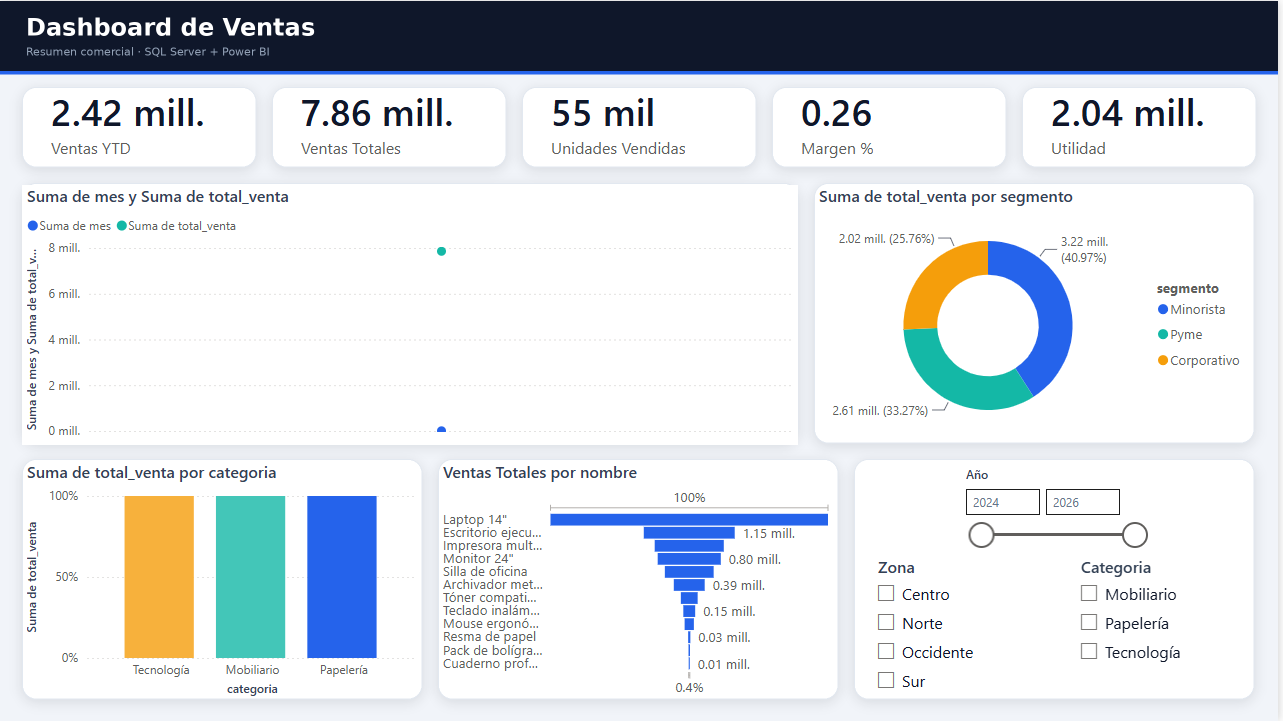 Dashboard de Ventas
Resumen comercial · SQL Server + Power BI
2.42 mill.
Ventas YTD
7.86 mill.
Ventas Totales
55 mil
Unidades Vendidas
0.26
Margen %
2.04 mill.
Utilidad
Suma de mes y Suma de total_venta
Suma de mes
Suma de total_venta
Suma de mes y Suma de total_v...
8 mill.
6 mill.
4 mill.
2 mill.
0 mill.
Suma de total_venta por segmento
2.02 mill. (25.76%)
3.22 mill.
(40.97%)
2.61 mill. (33.27%)
segmento
Minorista
Pyme
Corporativo
Suma de total_venta por categoria
Suma de total_venta
100%
50%
0%
Tecnología
Mobiliario
Papelería
categoria
Ventas Totales por nombre
100%
Laptop 14"
Escritorio ejecu...
1.15 mill.
Impresora mult...
Monitor 24"
0.80 mill.
Silla de oficina
Archivador met...
0.39 mill.
Tóner compati...
Teclado inalám...
0.15 mill.
Mouse ergonó...
Resma de papel
0.03 mill.
Pack de bolígra...
Cuaderno prof...
0.01 mill.
0.4%
Año
2024
2026
Zona
Centro
Norte
Occidente
Sur
Categoria
Mobiliario
Papelería
Tecnología